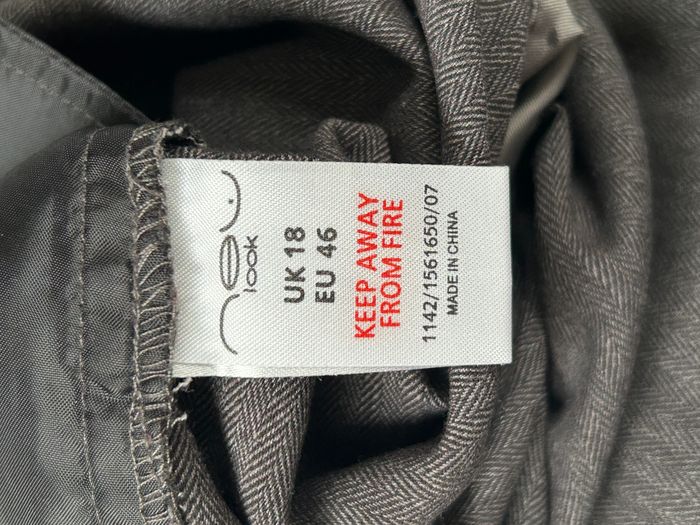 new
look
UK 18
EU 46
KEEP AWAY
FROM FIRE
1142/1561650/07
MADE IN CHINA